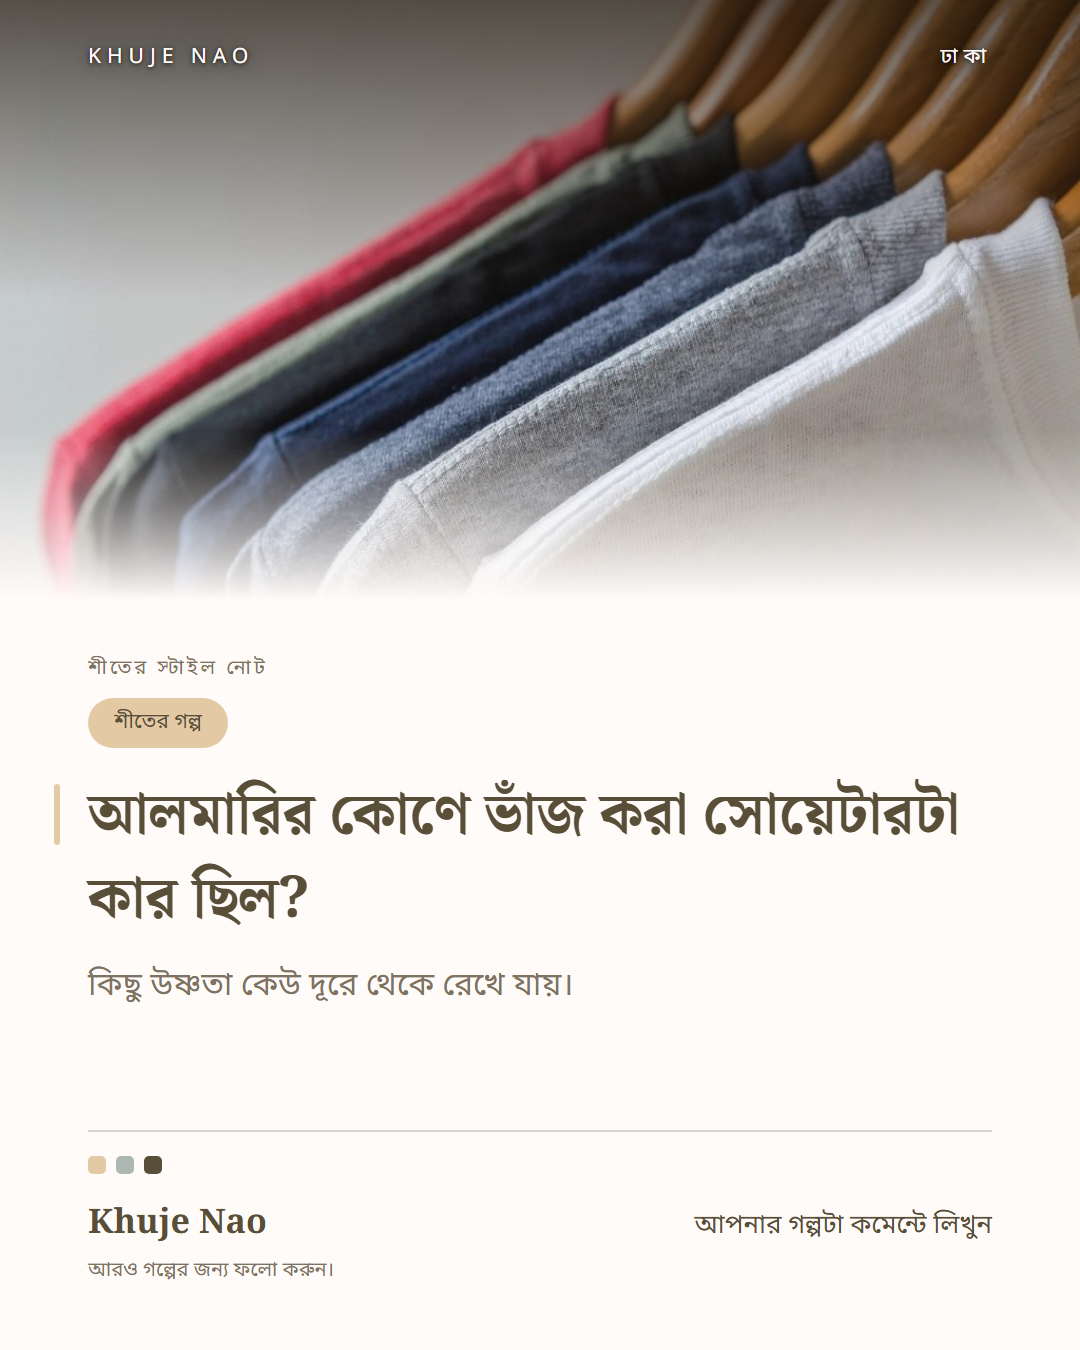 KHUJE NAO
ঢাকা
শীতের স্টাইল নোট
শীতের গল্প
আলমারির কোণে ভাঁজ করা সোয়েটারটা
কার ছিল?
কিছু উষ্ণতা কেউ দূরে থেকে রেখে যায়।
Khuje Nao
আপনার গল্পটা কমেন্টে লিখুন
আরও গল্পের জন্য ফলো করুন।